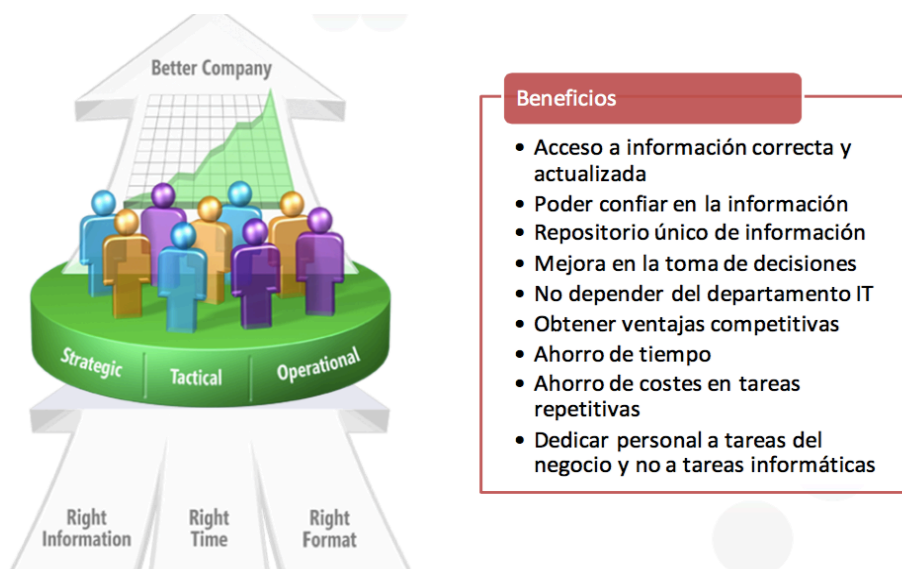 Better Company
Strategic
Tactical
Operational
Right
Information
Right
Time
Right
Format
Beneficios
• Acceso a información correcta y
actualizada
• Poder confiar en la información
• Repositorio único de información
• Mejora en la toma de decisiones
• No depender del departamento IT
• Obtener ventajas competitivas
• Ahorro de tiempo
• Ahorro de costes en tareas
repetitivas
• Dedicar personal a tareas del
negocio y no a tareas informáticas